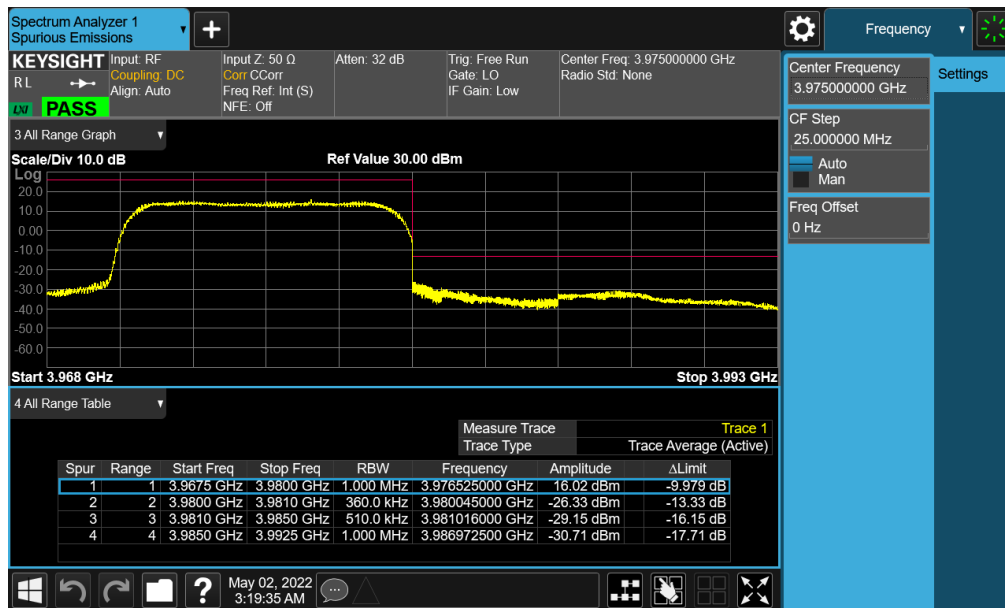 Spectrum Analyzer 1
Spurious Emissions
Frequency
KEYSIGHT
R L
LXI
PASS
Input: RF
Coupling: DC
Align: Auto
Input Z: 50 Ω
Corr CCorr
Freq Ref: Int (S)
NFE: Off
Atten: 32 dB
Trig: Free Run
Gate: LO
IF Gain: Low
Center Freq: 3.975000000 GHz
Radio Std: None
Center Frequency
3.975000000 GHz
Settings
CF Step
25.000000 MHz
Auto
Man
Freq Offset
0 Hz
3 All Range Graph
Scale/Div 10.0 dB
Ref Value 30.00 dBm
Log
20.0
10.0
0.00
-10.0
-20.0
-30.0
-40.0
-50.0
-60.0
Start 3.968 GHz
Stop 3.993 GHz
4 All Range Table
Measure Trace Trace 1
Trace Type Trace Average (Active)
Spur Range Start Freq Stop Freq RBW Frequency Amplitude ΔLimit
1 1 3.9675 GHz 3.9800 GHz 1.000 MHz 3.976525000 GHz 16.02 dBm -9.979 dB
2 2 3.9800 GHz 3.9810 GHz 360.0 kHz 3.980045000 GHz -26.33 dBm -13.33 dB
3 3 3.9810 GHz 3.9850 GHz 510.0 kHz 3.981016000 GHz -29.15 dBm -16.15 dB
4 4 3.9850 GHz 3.9925 GHz 1.000 MHz 3.986972500 GHz -30.71 dBm -17.71 dB
?
May 02, 2022
3:19:35 AM